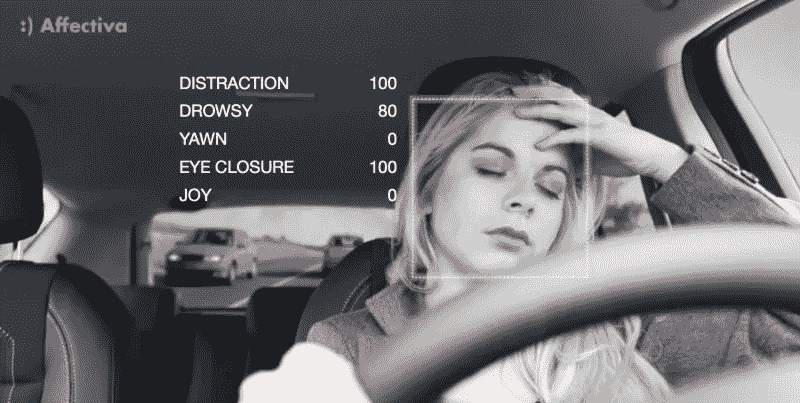 :) Affectiva
DISTRACTION 100
DROWSY 80
YAWN 0
EYE CLOSURE 100
JOY 0